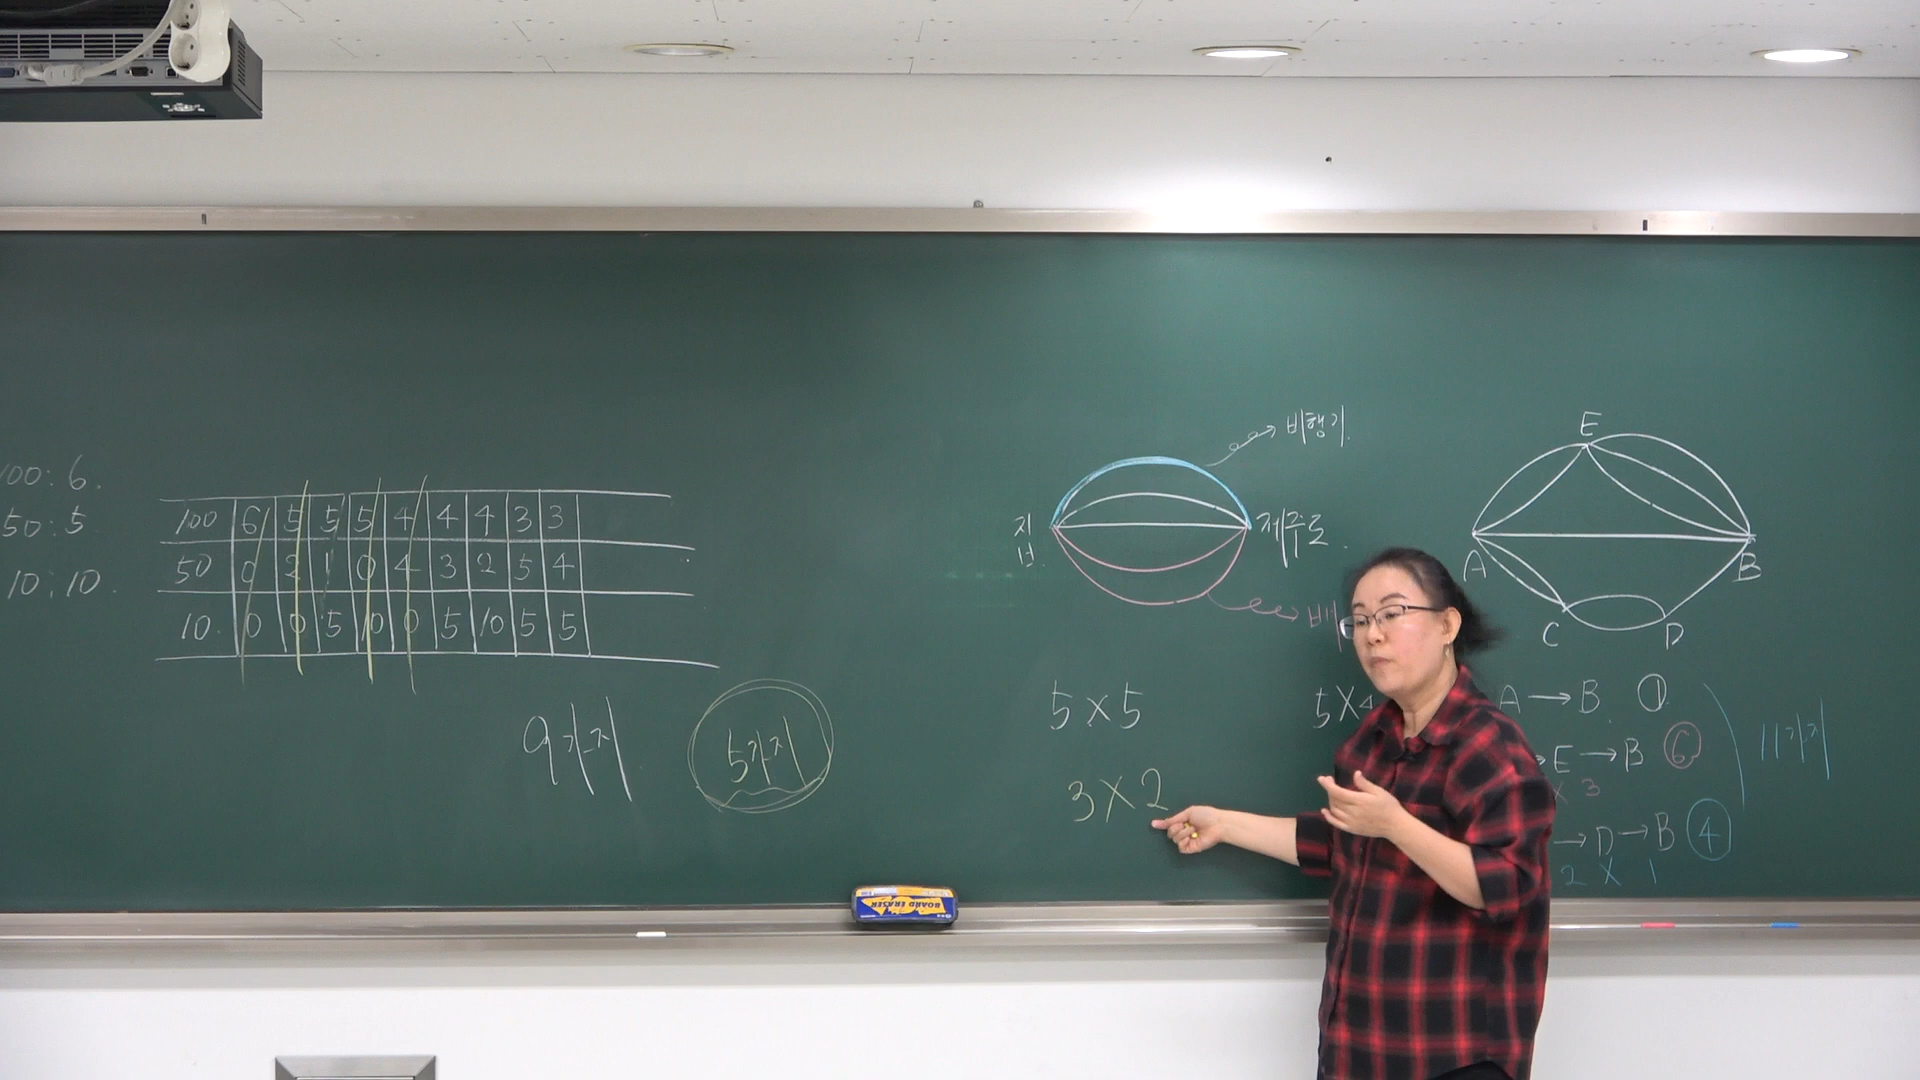 100:6.
50:5
10:10.
100 6 5 5 5 4 4 4 3 3
50 0 2 1 0 4 3 2 5 4
10. 0 0 5 10 0 5 10 5 5
9가지
5가지
BOARD ERASER
비행기.
집
제주도.
5 × 5
3 × 2
5×4
E
A
B
C
D
A → B. ①
E → B ⑥
× 3
→ D → B ④
2 × 1
11가지